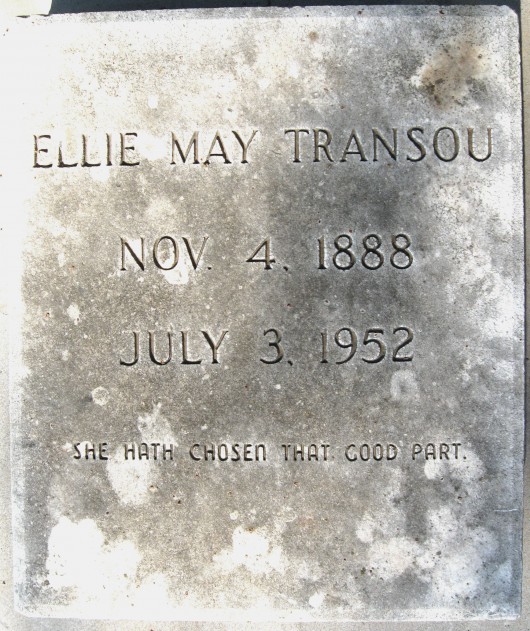 ELLIE MAY TRANSOU
NOV. 4, 1888
JULY 3, 1952
SHE HATH CHOSEN THAT GOOD PART.